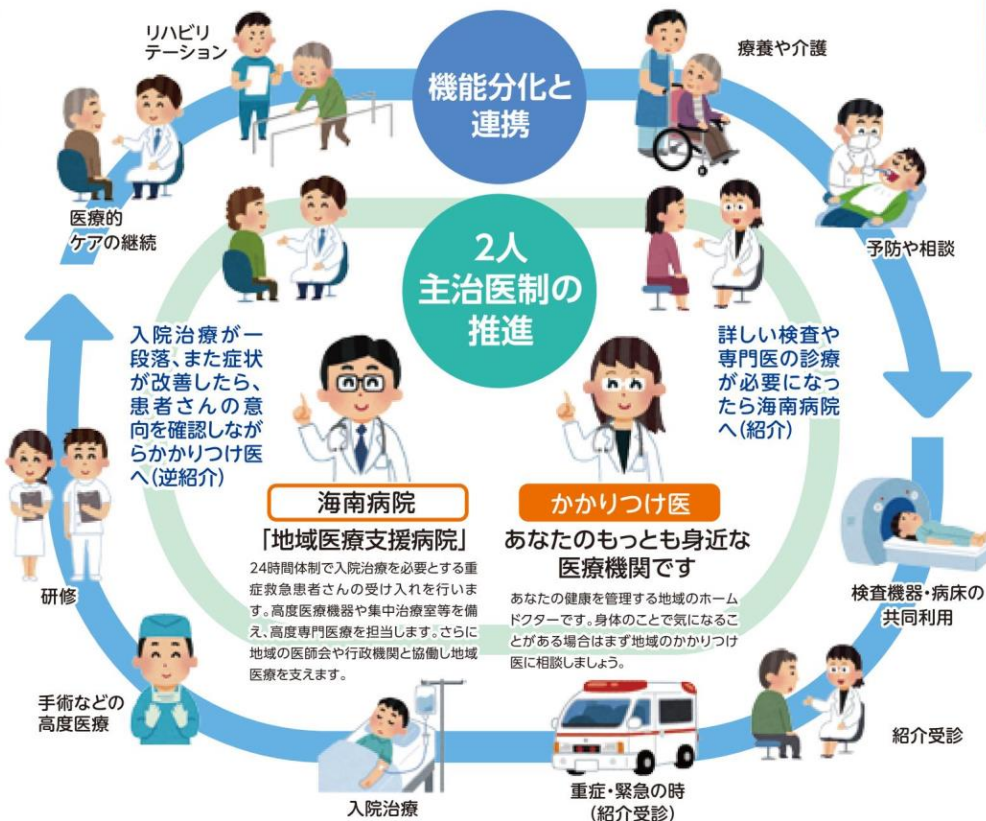 リハビリ
テーション
機能分化と
連携
療養や介護
医療的
ケアの継続
予防や相談
2人
主治医制の
推進
入院治療が一
段落、また症状
が改善したら、
患者さんの意
向を確認しなが
らかかりつけ医
へ(逆紹介)
詳しい検査や
専門医の診療
が必要になっ
たら海南病院
へ(紹介)
海南病院
「地域医療支援病院」
24時間体制で入院治療を必要とする重
症救急患者さんの受け入れを行いま
す。高度医療機器や集中治療室等を備
え、高度専門医療を担当します。さらに
地域の医師会や行政機関と協働し地域
医療を支えます。
かかりつけ医
あなたのもっとも身近な
医療機関です
あなたの健康を管理する地域のホーム
ドクターです。身体のことで気になるこ
とがある場合はまず地域のかかりつけ
医に相談しましょう。
研修
検査機器・病床の
共同利用
手術などの
高度医療
紹介受診
入院治療
重症・緊急の時
(紹介受診)